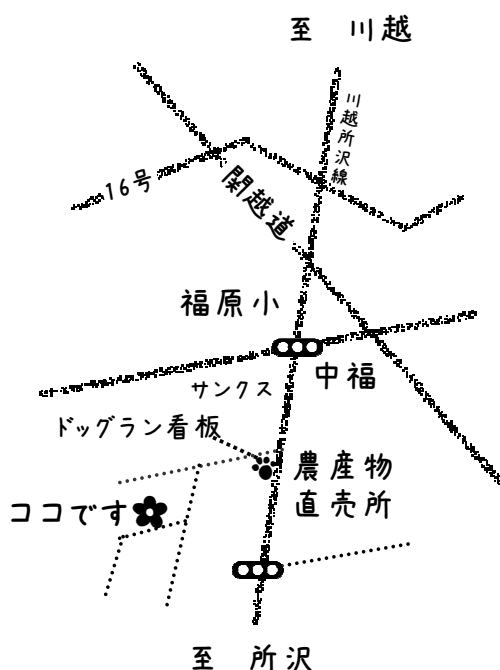 至 川越
川越所沢線
16号
関越道
福原小
中福
サンクス
ドッグラン看板
農産物
直売所
ココです
至 所沢